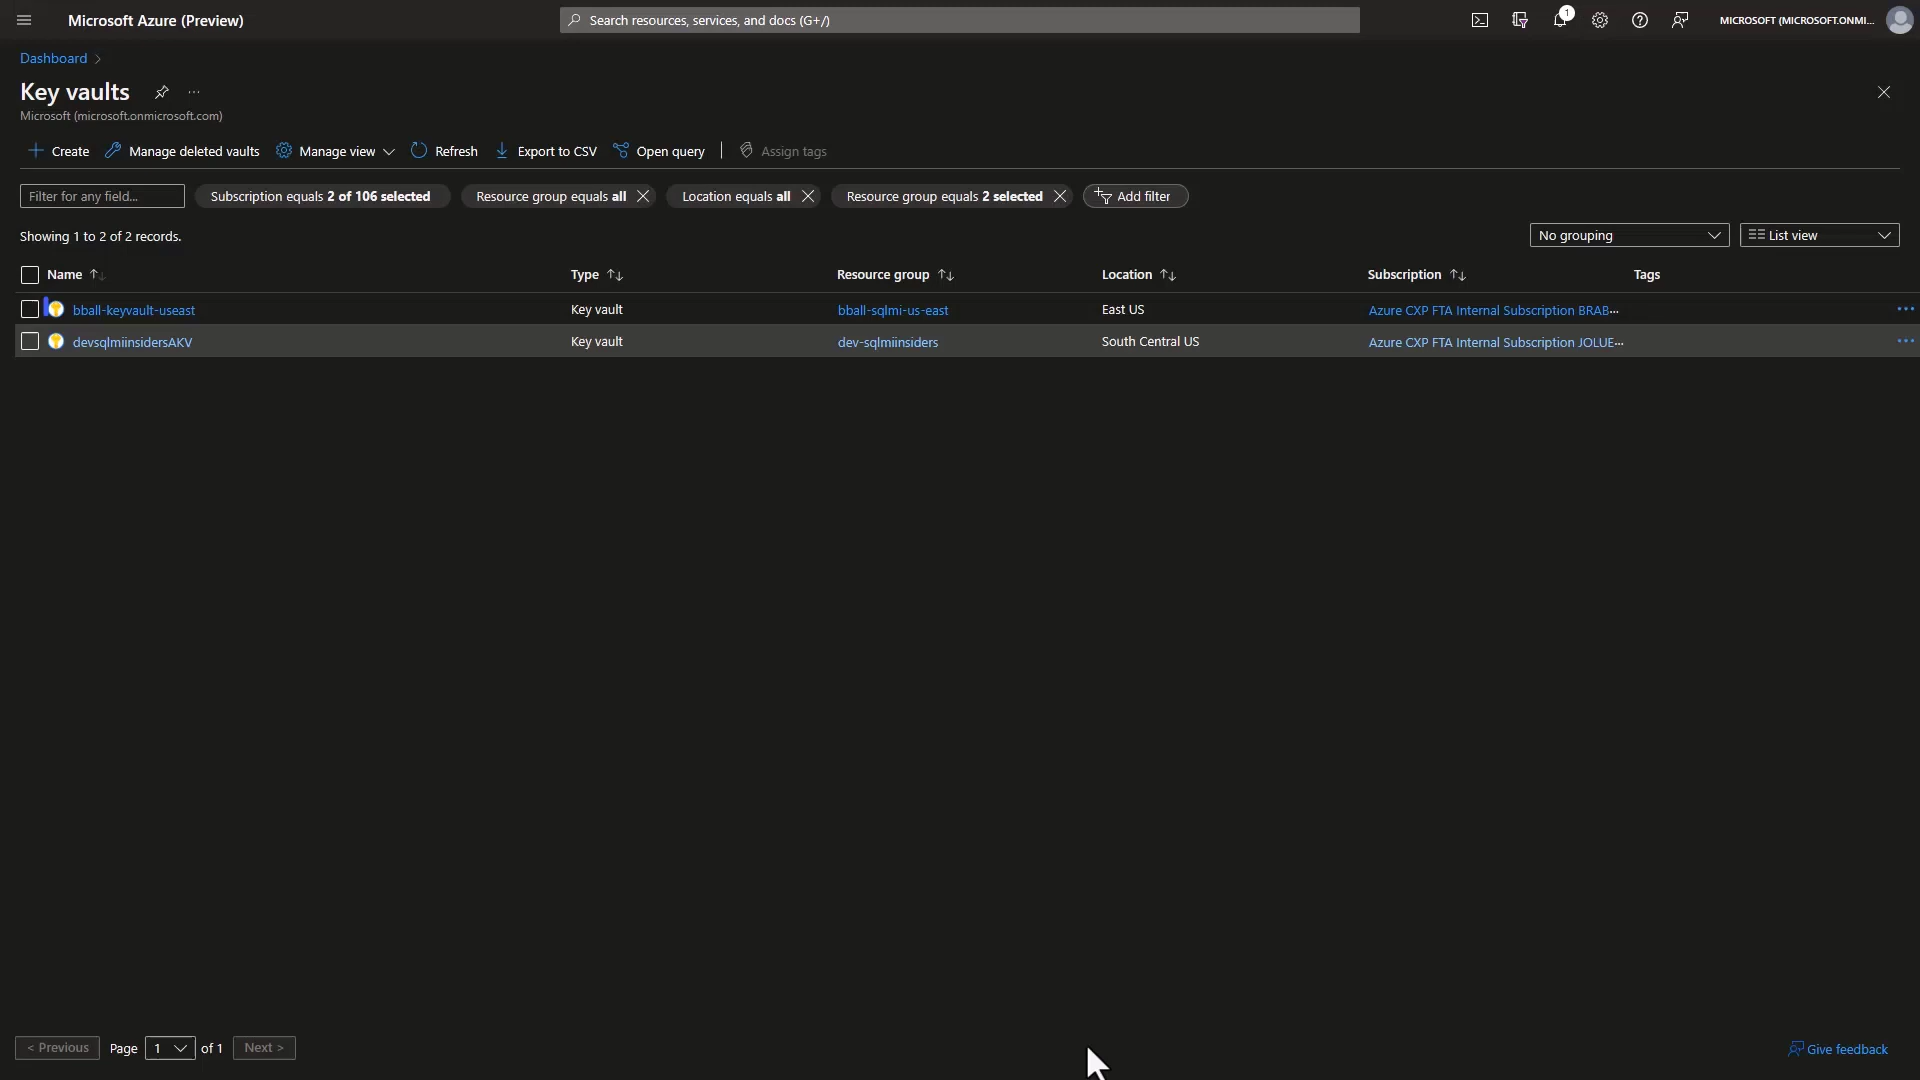 Microsoft Azure (Preview)
Search resources, services, and docs (G+/)
1
MICROSOFT (MICROSOFT.ONMI...
Dashboard
Key vaults
Microsoft (microsoft.onmicrosoft.com)
Create Manage deleted vaults Manage view Refresh Export to CSV Open query Assign tags
Filter for any field... Subscription equals 2 of 106 selected Resource group equals all Location equals all Resource group equals 2 selected Add filter
Showing 1 to 2 of 2 records. No grouping List view
Name Type Resource group Location Subscription Tags
bball-keyvault-useast Key vault bball-sqlmi-us-east East US Azure CXP FTA Internal Subscription BRAB...
devsqlmiinsidersAKV Key vault dev-sqlmiinsiders South Central US Azure CXP FTA Internal Subscription JOLUE...
< Previous Page 1 of 1 Next > Give feedback